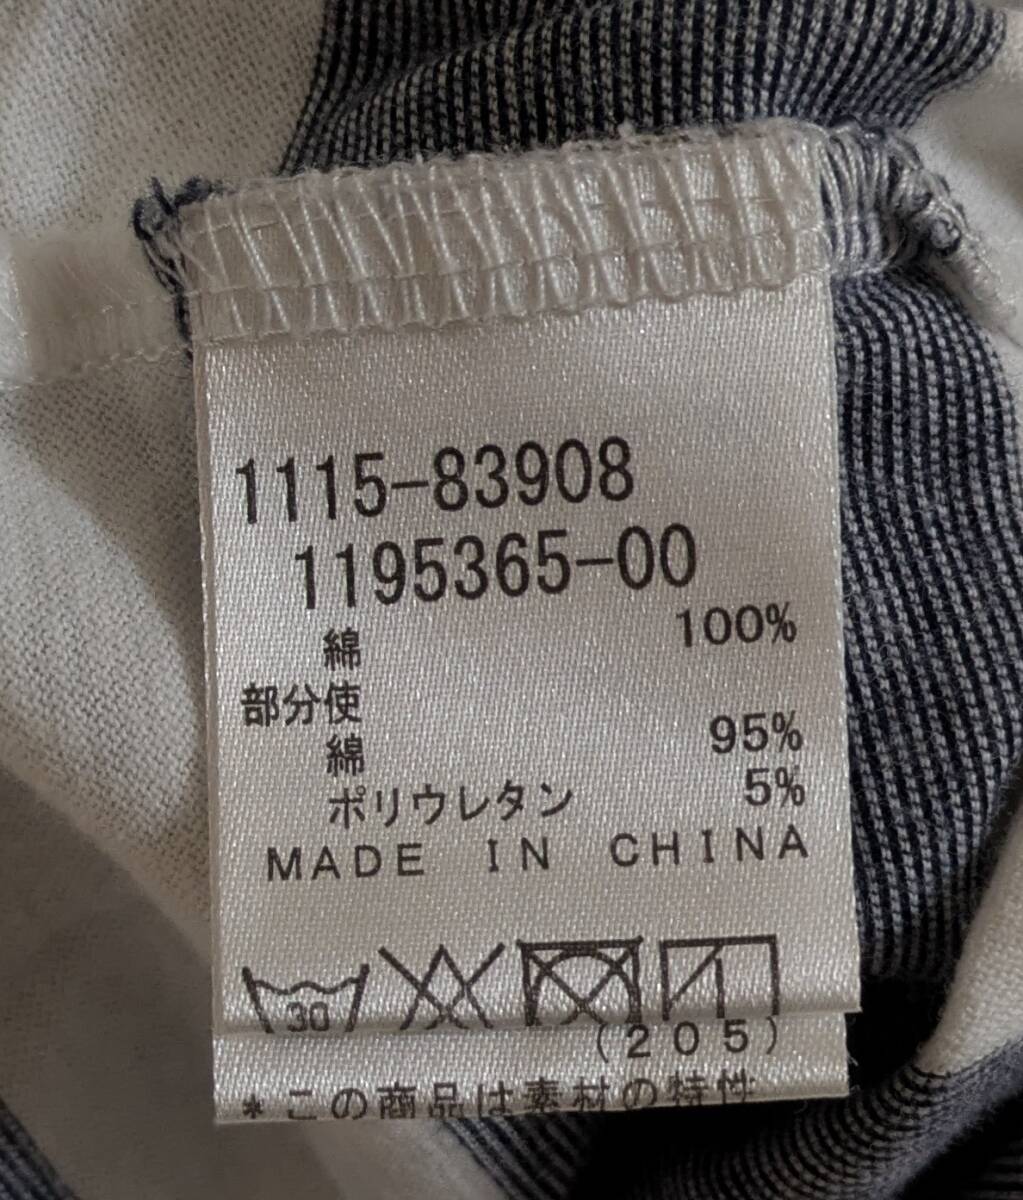 1115-83908
1195365-00
綿 100%
部分使
綿 95%
ポリウレタン 5%
MADE IN CHINA
30
(205)
*この商品は素材の特性